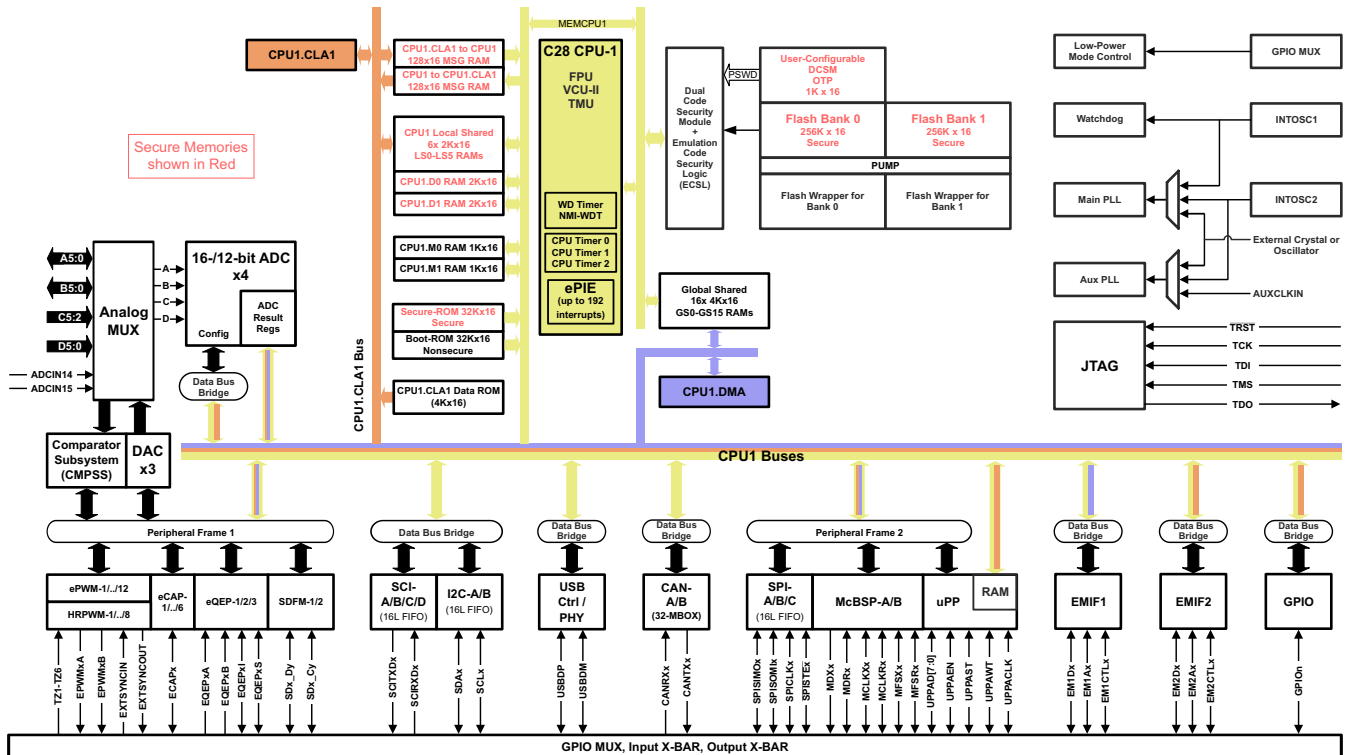 MEMCPU1
CPU1.CLA1
CPU1.CLA1 to CPU1
128x16 MSG RAM
CPU1 to CPU1.CLA1
128x16 MSG RAM
C28 CPU-1
FPU
VCU-II
TMU
PSWD
User-Configurable
DCSM
OTP
1K x 16
Dual
Code
Security
Module
+
Emulation
Code
Security
Logic
(ECSL)
Flash Bank 0
256K x 16
Secure
Flash Bank 1
256K x 16
Secure
PUMP
Flash Wrapper for
Bank 0
Flash Wrapper for
Bank 1
Low-Power
Mode Control
GPIO MUX
Watchdog
INTOSC1
Main PLL
INTOSC2
External Crystal or
Oscillator
Aux PLL
AUXCLKIN
JTAG
TRST
TCK
TDI
TMS
TDO
Secure Memories
shown in Red
CPU1 Local Shared
6x 2Kx16
LS0-LS5 RAMs
CPU1.D0 RAM 2Kx16
CPU1.D1 RAM 2Kx16
WD Timer
NMI-WDT
CPU1.M0 RAM 1Kx16
CPU1.M1 RAM 1Kx16
CPU Timer 0
CPU Timer 1
CPU Timer 2
ePIE
(up to 192
interrupts)
Global Shared
16x 4Kx16
GS0-GS15 RAMs
Secure-ROM 32Kx16
Secure
Boot-ROM 32Kx16
Nonsecure
CPU1.CLA1 Data ROM
(4Kx16)
CPU1.DMA
CPU1.CLA1 Bus
A5:0
B5:0
C5:2
D5:0
ADCIN14
ADCIN15
Analog
MUX
A
B
C
D
16-/12-bit ADC
x4
Config
ADC
Result
Regs
Data Bus
Bridge
Comparator
Subsystem
(CMPSS)
DAC
x3
CPU1 Buses
Peripheral Frame 1
Data Bus Bridge
Data Bus
Bridge
Data Bus
Bridge
Peripheral Frame 2
Data Bus
Bridge
Data Bus
Bridge
Data Bus
Bridge
ePWM-1/../12
HRPWM-1/../8
eCAP-
1/../6
eQEP-1/2/3
SDFM-1/2
SCI-
A/B/C/D
(16L FIFO)
I2C-A/B
(16L FIFO)
USB
Ctrl /
PHY
CAN-
A/B
(32-MBOX)
SPI-
A/B/C
(16L FIFO)
McBSP-A/B
uPP
RAM
EMIF1
EMIF2
GPIO
TZ1-TZ6
EPWMxA
EPWMxB
EXTSYNCIN
EXTSYNCOUT
ECAPx
EQEPxA
EQEPxB
EQEPxI
EQEPxS
SDx_Dy
SDx_Cy
SCITXDx
SCIRXDx
SDAx
SCLx
USBDP
USBDM
CANRXx
CANTXx
SPISIMOx
SPISOMIx
SPICLKx
SPISTEx
MDXx
MDRx
MCLKXx
MCLKRx
MFSXx
MFSRx
UPPAD[7:0]
UPPAEN
UPPAST
UPPAWT
UPPACLK
EM1Dx
EM1Ax
EM1CTLx
EM2Dx
EM2Ax
EM2CTLx
GPIOn
GPIO MUX, Input X-BAR, Output X-BAR